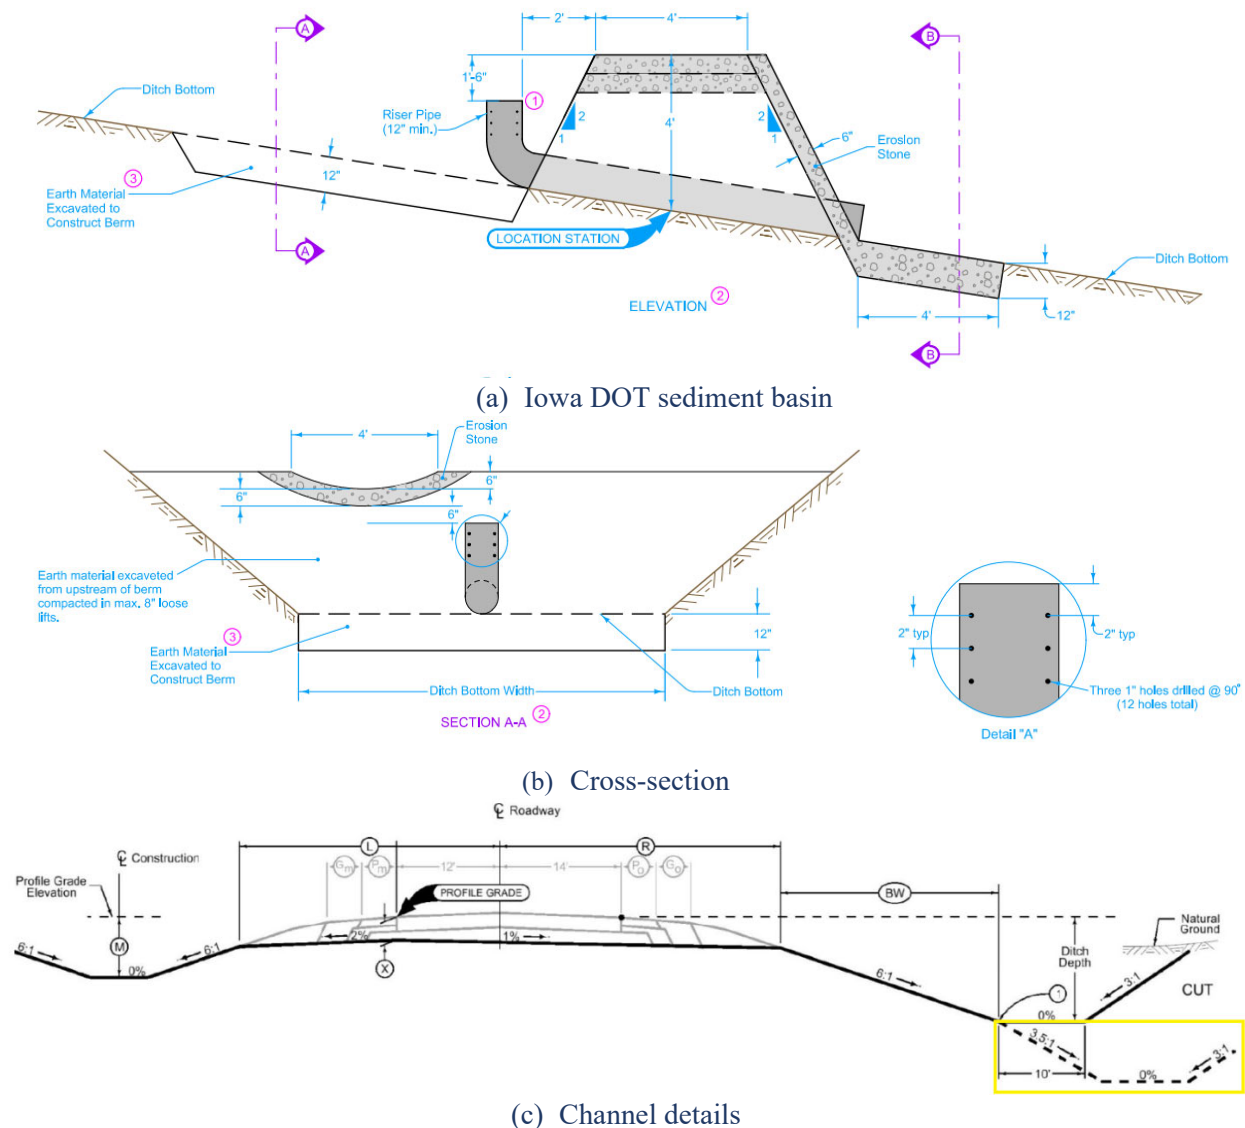 2'
4'
A
B
1'-6"
Ditch Bottom
1
Riser Pipe
(12" min.)
2
1
4'
2
1
6"
Erosion
Stone
12"
3
Earth Material
Excavated to
Construct Berm
A
LOCATION STATION
Ditch Bottom
ELEVATION 2
4'
12"
B
(a) Iowa DOT sediment basin
4'
Erosion
Stone
6"
6"
6"
Earth material excaveted
from upstream of berm
compacted in max. 8" loose
lifts.
3
Earth Material
Excavated to
Construct Berm
12"
Ditch Bottom Width
Ditch Bottom
SECTION A-A 2
2" typ
2" typ
Three 1" holes drilled @ 90°
(12 holes total)
Detail "A"
(b) Cross-section
℄ Roadway
℄ Construction
L
R
Gm
Pm
12'
14'
Po
Go
BW
Profile Grade
Elevation
PROFILE GRADE
Natural
Ground
6:1
M
6:1
0%
2%
1%
X
6:1
Ditch
Depth
1
3:1
CUT
0%
3.5:1
10'
0%
3:1
(c) Channel details